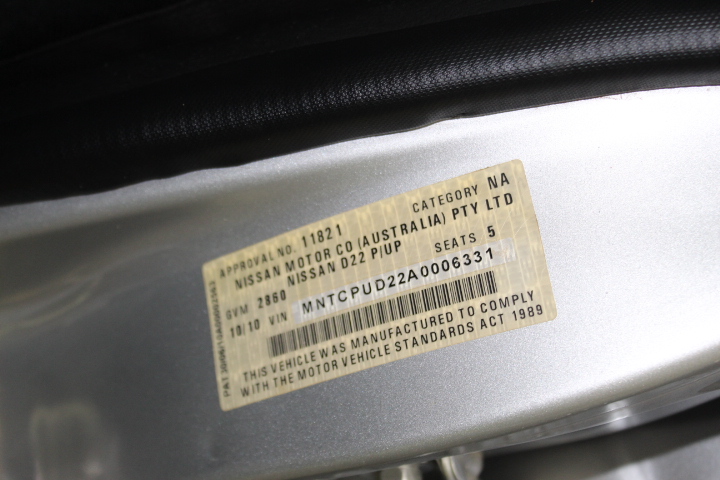 APPROVAL NO. 11821 CATEGORY NA
NISSAN MOTOR CO (AUSTRALIA) PTY LTD
NISSAN D22 P/UP
GVM 2860 SEATS 5
10/10 VIN MNTCPUD22A0006331
THIS VEHICLE WAS MANUFACTURED TO COMPLY
WITH THE MOTOR VEHICLE STANDARDS ACT 1989